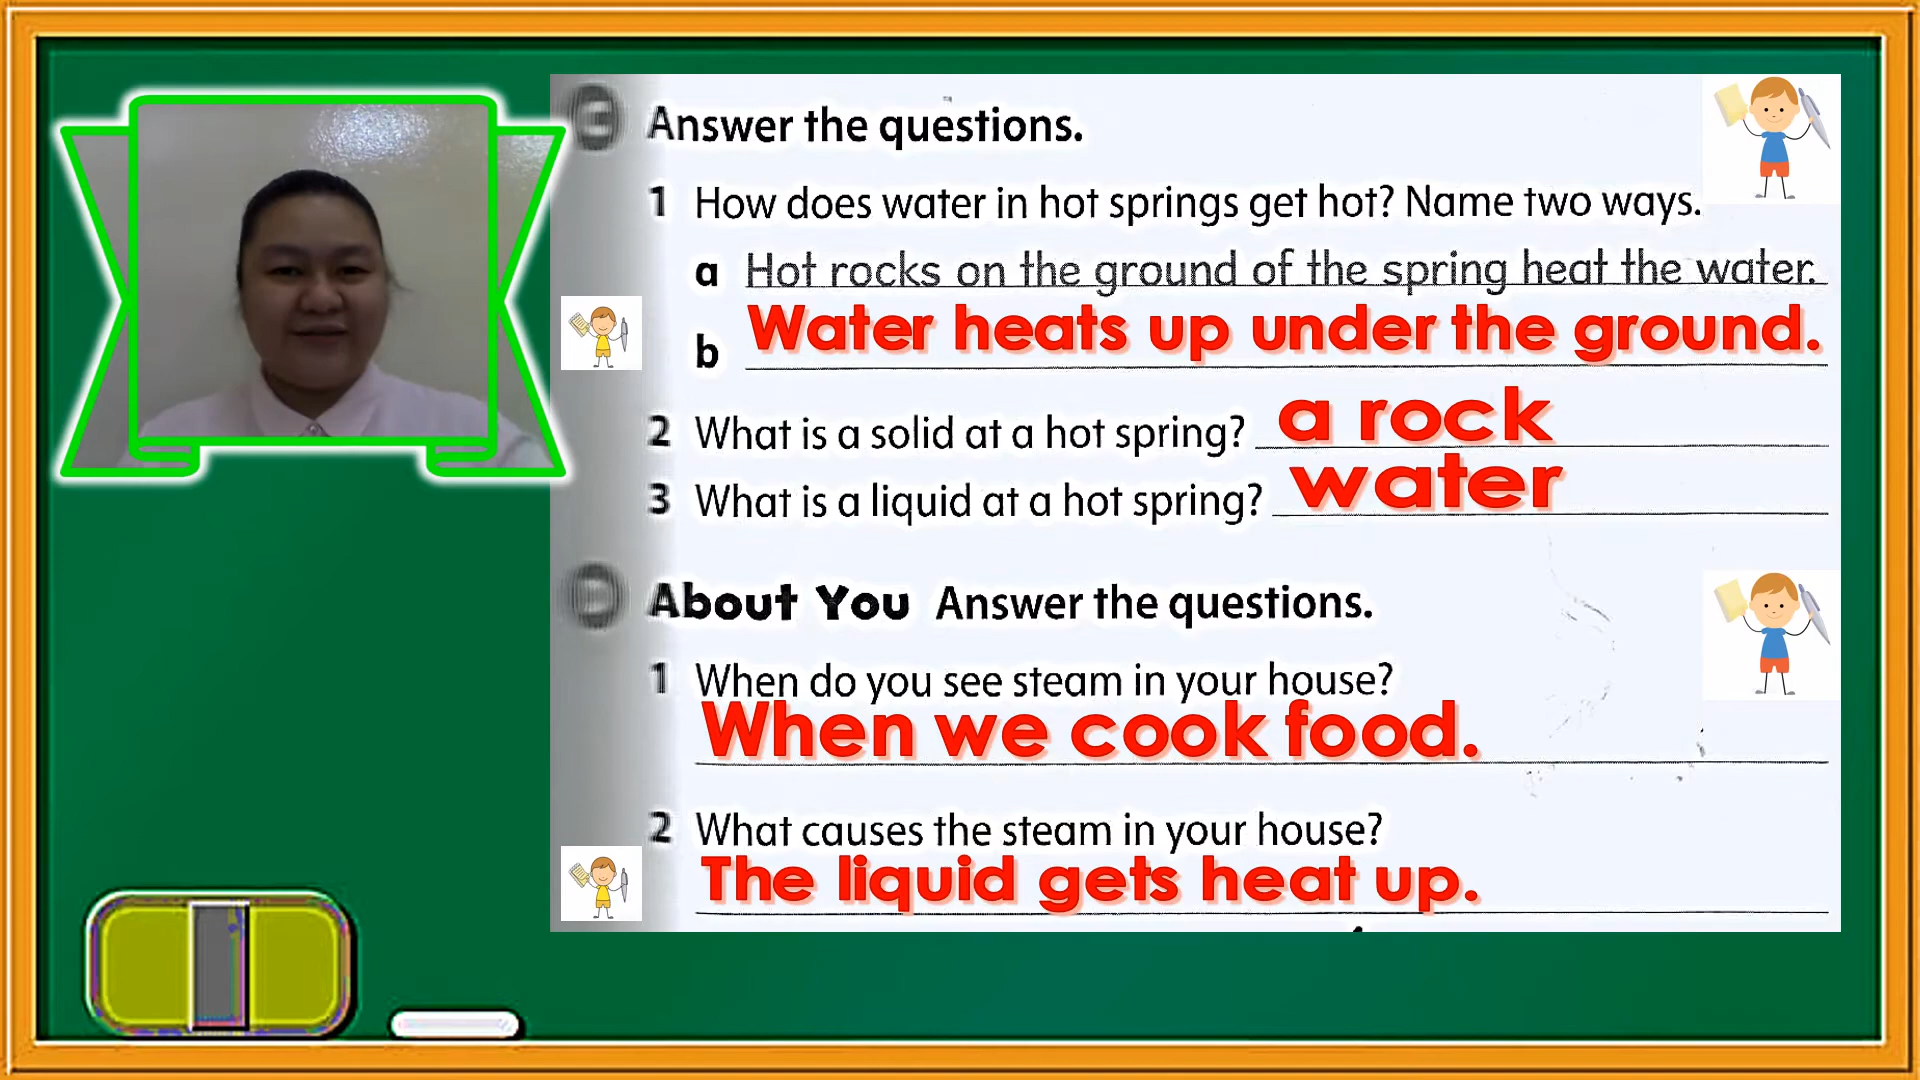 Answer the questions.
1 How does water in hot springs get hot? Name two ways.
a Hot rocks on the ground of the spring heat the water.
b Water heats up under the ground.
2 What is a solid at a hot spring? a rock
3 What is a liquid at a hot spring? water
About You Answer the questions.
1 When do you see steam in your house?
When we cook food.
2 What causes the steam in your house?
The liquid gets heat up.